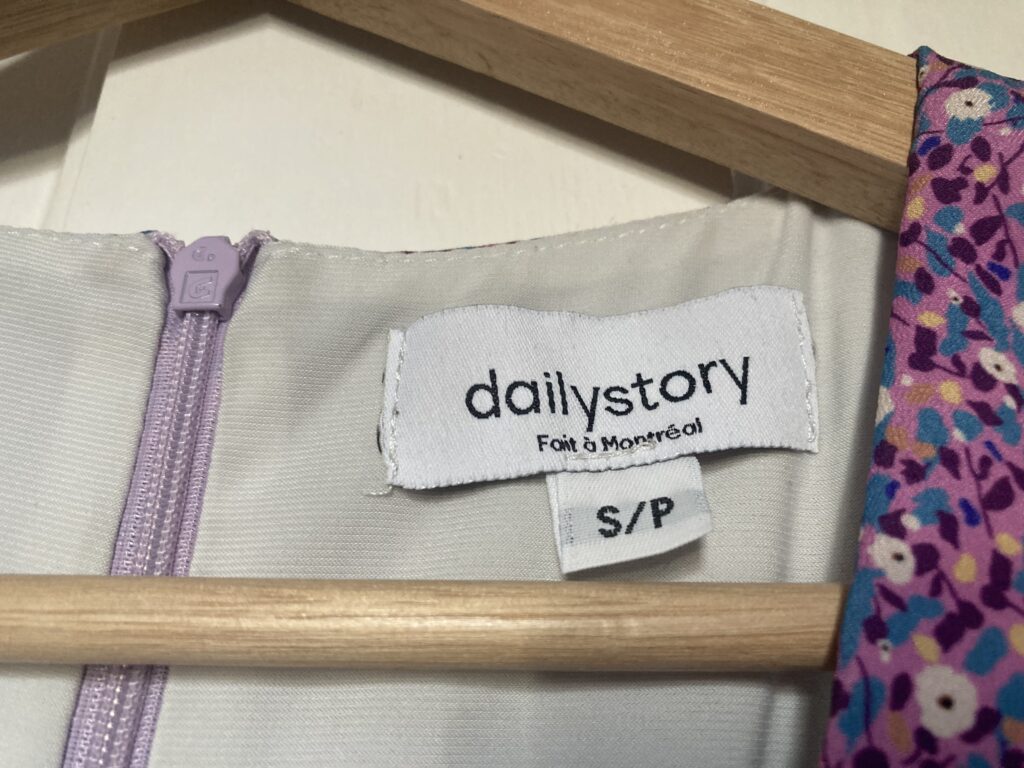 dailystory
Fait à Montréal
S/P